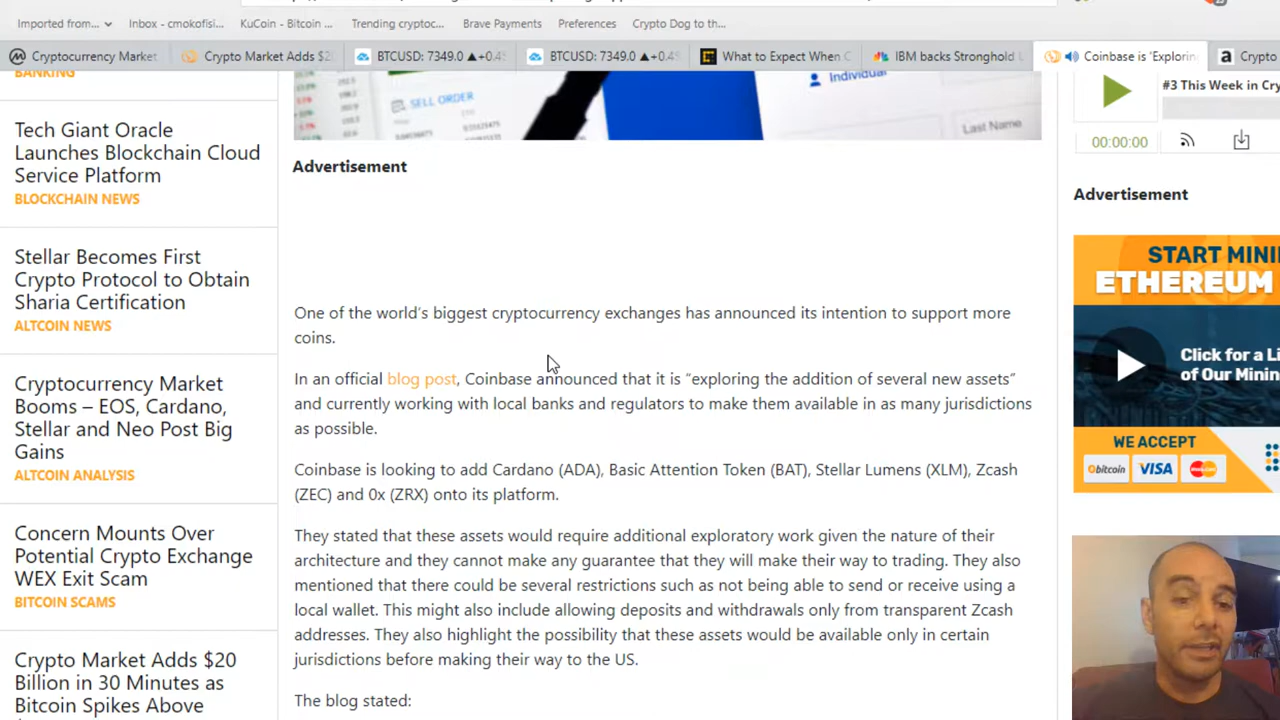 Imported from...
Inbox - cmokofisi...
KuCoin - Bitcoin ...
Trending cryptoc...
Brave Payments
Preferences
Crypto Dog to th...
Cryptocurrency Market
Crypto Market Adds $2
BTCUSD: 7349.0 ▲+0.4
BTCUSD: 7349.0 ▲+0.4
What to Expect When C
IBM backs Stronghold
Coinbase is 'Explorin
Crypto
BANKING
Tech Giant Oracle
Launches Blockchain Cloud
Service Platform
BLOCKCHAIN NEWS
Stellar Becomes First
Crypto Protocol to Obtain
Sharia Certification
ALTCOIN NEWS
Cryptocurrency Market
Booms – EOS, Cardano,
Stellar and Neo Post Big
Gains
ALTCOIN ANALYSIS
Concern Mounts Over
Potential Crypto Exchange
WEX Exit Scam
BITCOIN SCAMS
Crypto Market Adds $20
Billion in 30 Minutes as
Bitcoin Spikes Above
SELL ORDER
Individual
Last Name
Advertisement
One of the world's biggest cryptocurrency exchanges has announced its intention to support more
coins.
In an official blog post, Coinbase announced that it is “exploring the addition of several new assets”
and currently working with local banks and regulators to make them available in as many jurisdictions
as possible.
Coinbase is looking to add Cardano (ADA), Basic Attention Token (BAT), Stellar Lumens (XLM), Zcash
(ZEC) and 0x (ZRX) onto its platform.
They stated that these assets would require additional exploratory work given the nature of their
architecture and they cannot make any guarantee that they will make their way to trading. They also
mentioned that there could be several restrictions such as not being able to send or receive using a
local wallet. This might also include allowing deposits and withdrawals only from transparent Zcash
addresses. They also highlight the possibility that these assets would be available only in certain
jurisdictions before making their way to the US.
The blog stated:
#3 This Week in Cry
00:00:00
Advertisement
START MINI
ETHEREUM
Click for a Li
of Our Minin
WE ACCEPT
bitcoin
VISA